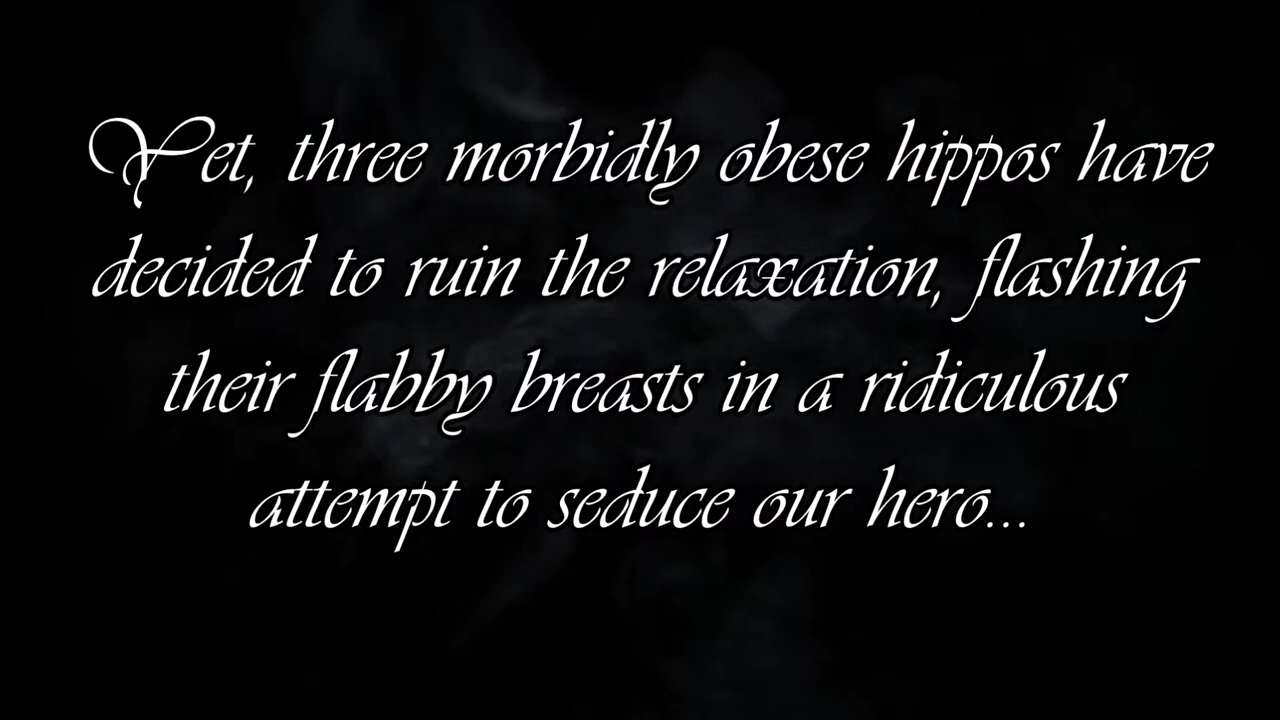 Yet, three morbidly obese hippos have
decided to ruin the relaxation, flashing
their flabby breasts in a ridiculous
attempt to seduce our hero...